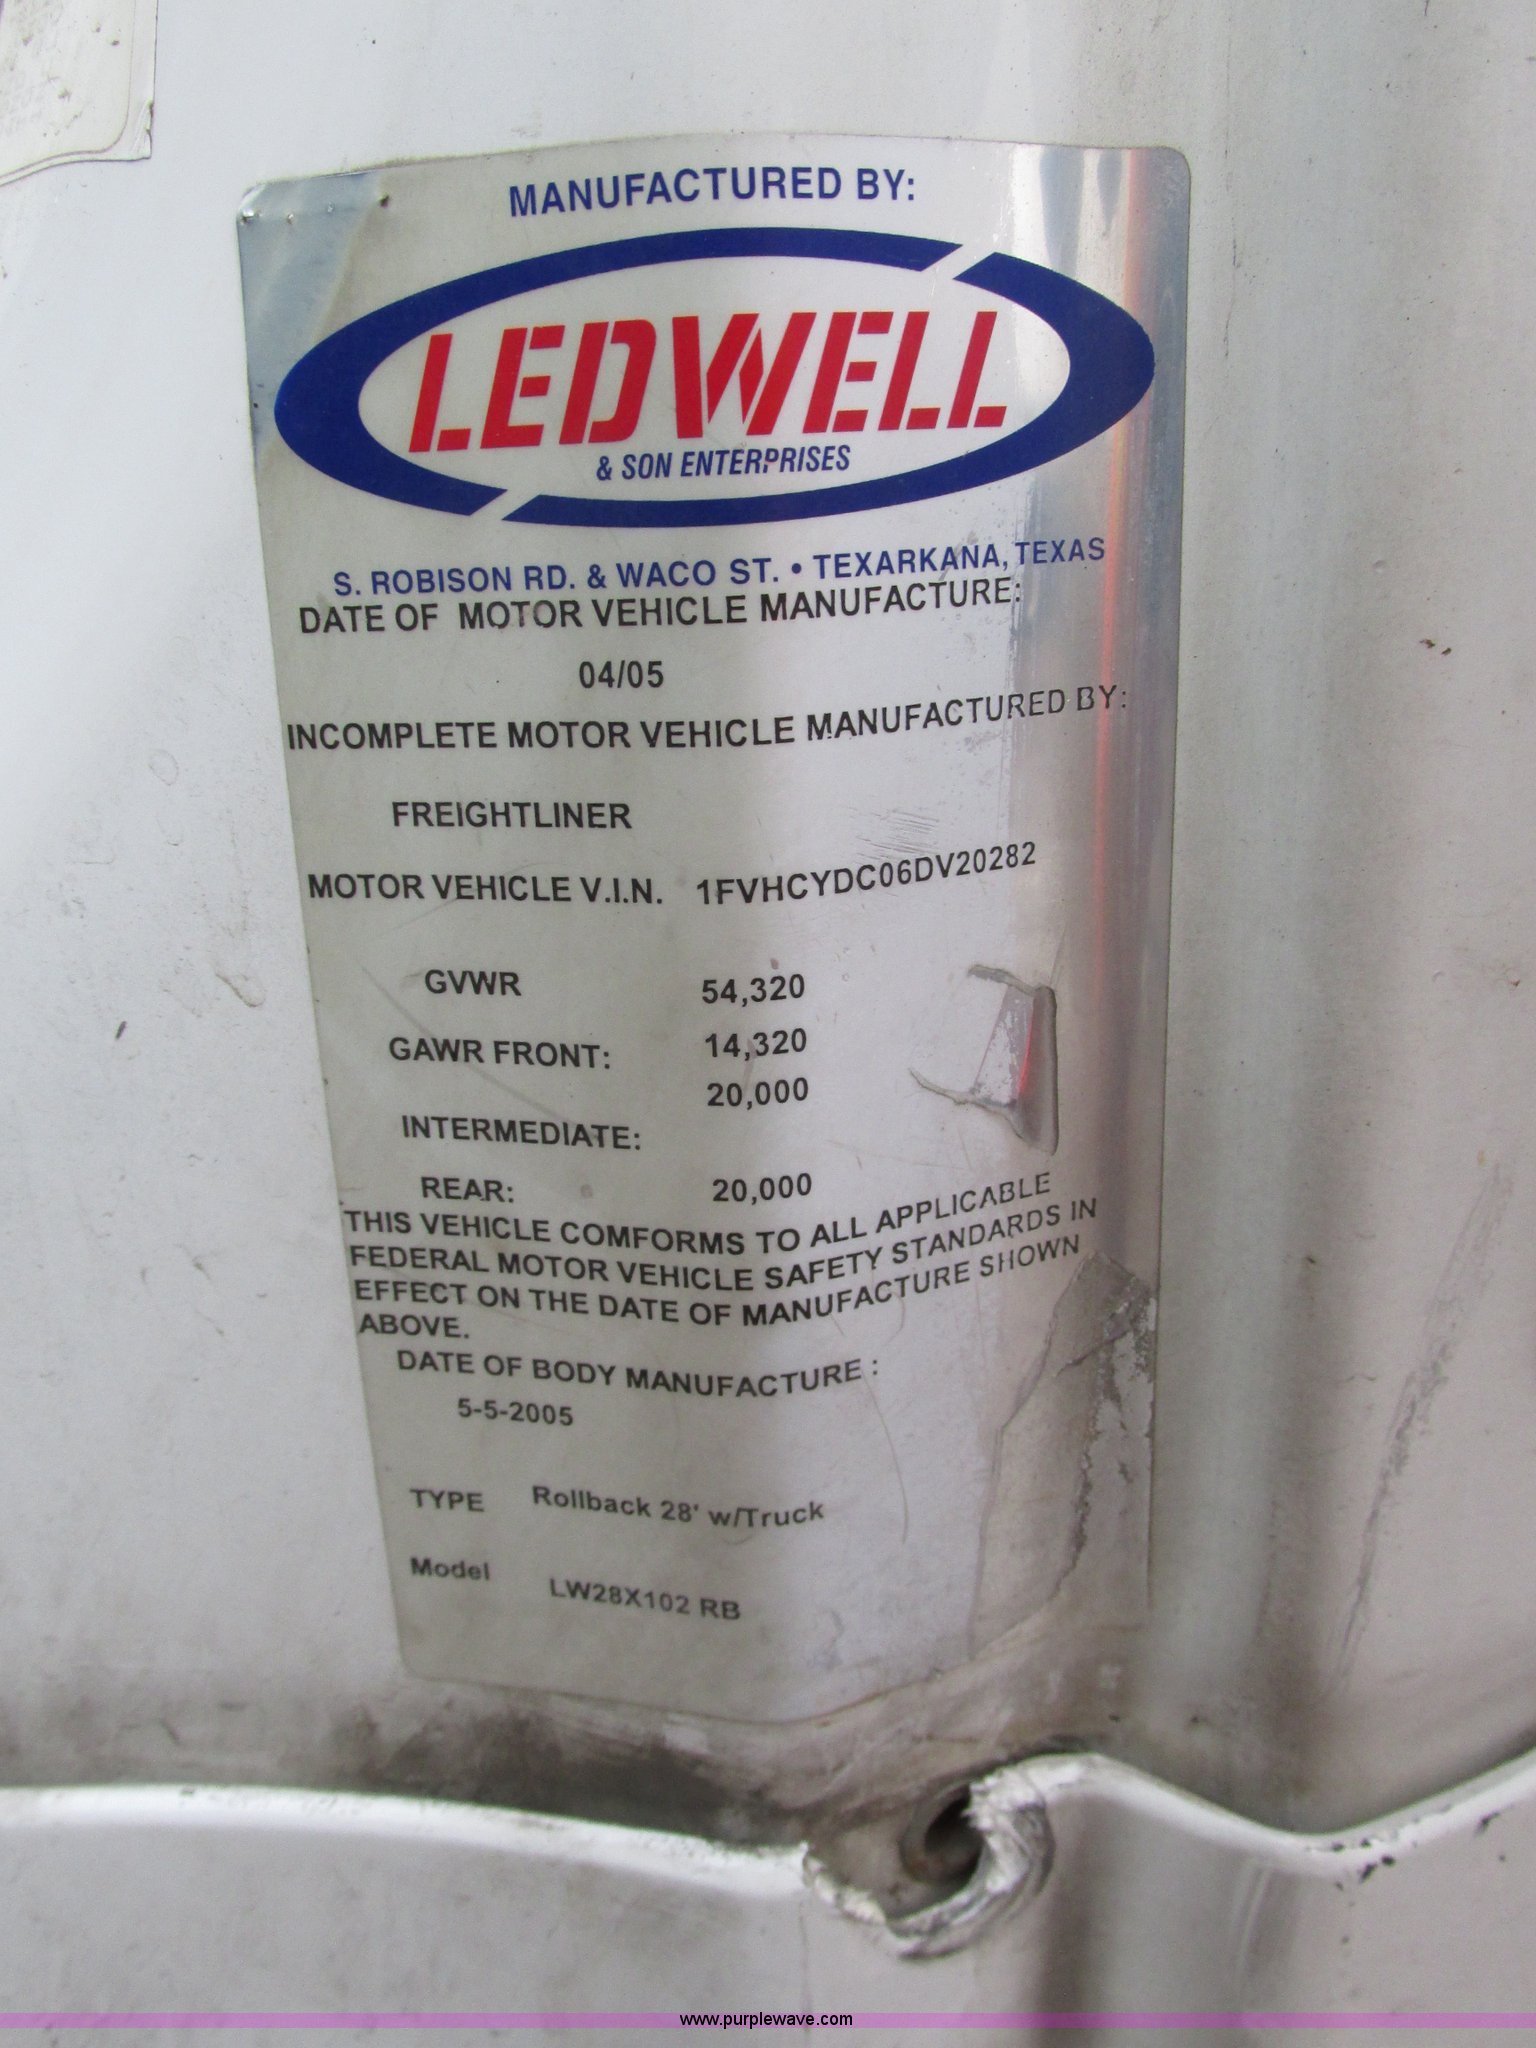 MANUFACTURED BY:
LEDWELL
& SON ENTERPRISES
S. ROBISON RD. & WACO ST. • TEXARKANA, TEXAS
DATE OF MOTOR VEHICLE MANUFACTURE:
04/05
INCOMPLETE MOTOR VEHICLE MANUFACTURED BY:
FREIGHTLINER
MOTOR VEHICLE V.I.N. 1FVHCYDC06DV20282
GVWR 54,320
GAWR FRONT: 14,320
20,000
INTERMEDIATE:
REAR: 20,000
THIS VEHICLE COMFORMS TO ALL APPLICABLE
FEDERAL MOTOR VEHICLE SAFETY STANDARDS IN
EFFECT ON THE DATE OF MANUFACTURE SHOWN
ABOVE.
DATE OF BODY MANUFACTURE :
5-5-2005
TYPE Rollback 28' w/Truck
Model LW28X102 RB
www.purplewave.com